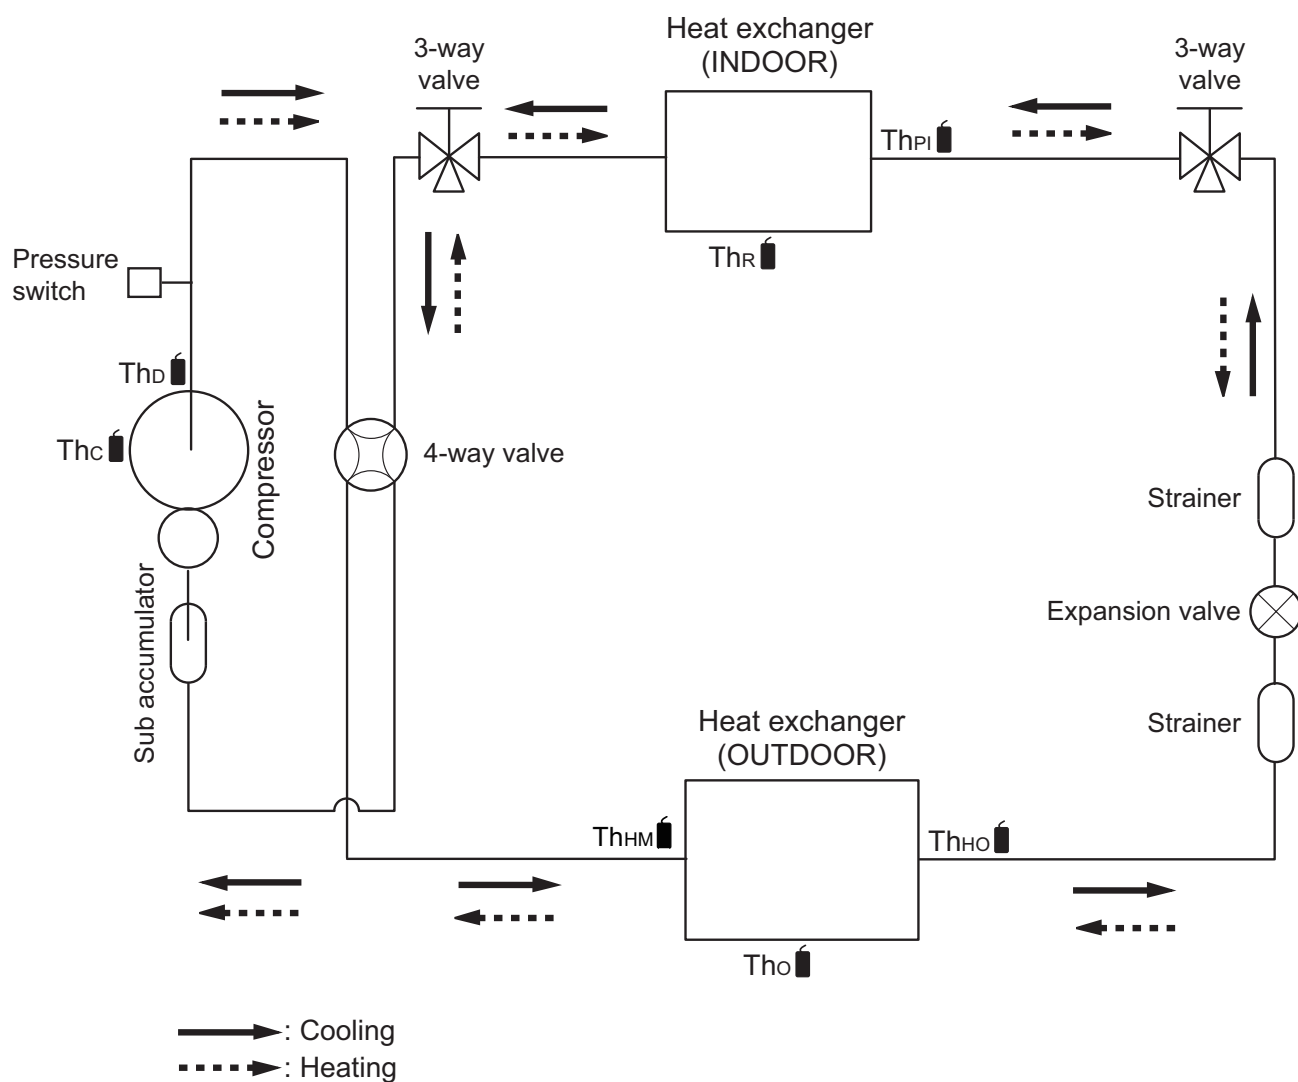 Heat exchanger
(INDOOR)
3-way
valve
3-way
valve
ThPI
ThR
Pressure
switch
ThD
ThC
Compressor
4-way valve
Strainer
Expansion valve
Sub accumulator
Strainer
Heat exchanger
(OUTDOOR)
ThHM
ThHO
ThO
: Cooling
: Heating